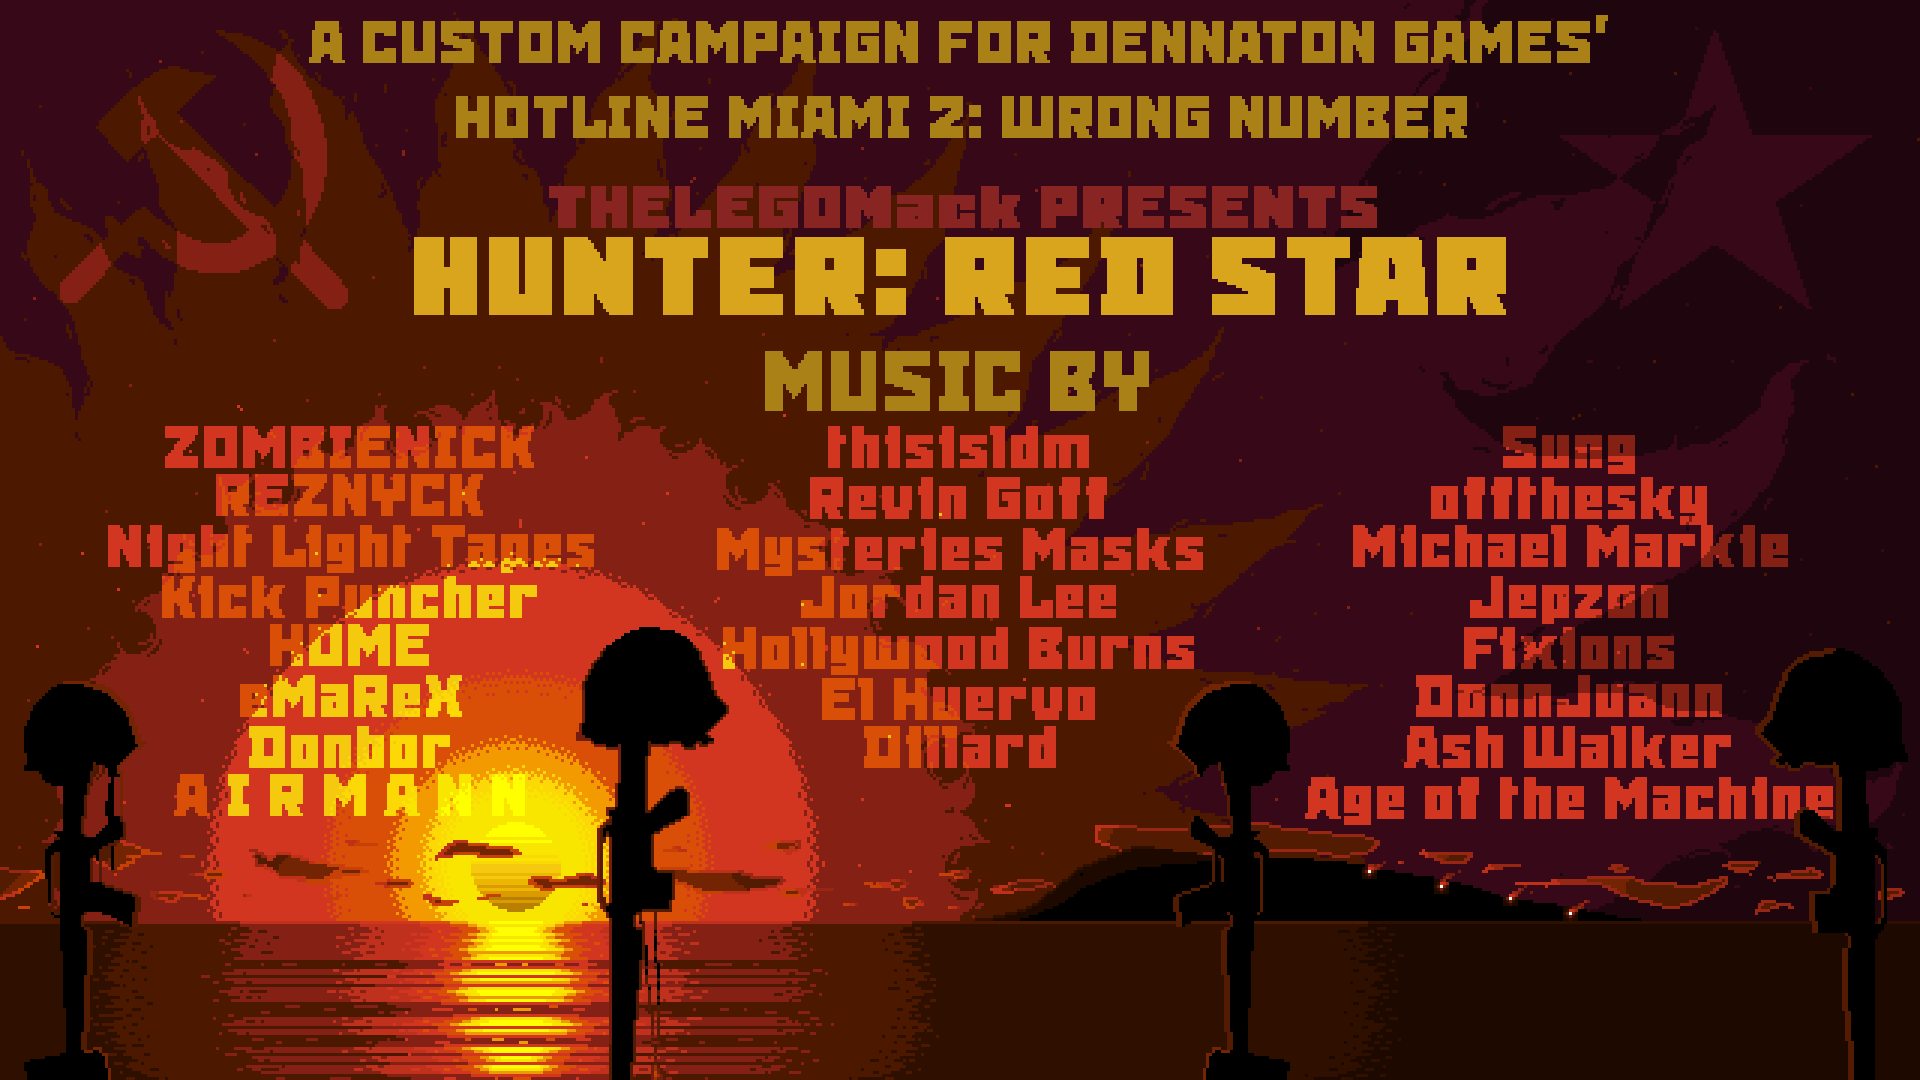 A CUSTOM CAMPAIGN FOR DENNATON GAMES'
HOTLINE MIAMI 2: WRONG NUMBER
THELEGOMack PRESENTS
HUNTER: RED STAR
MUSIC BY
ZOMBIENICK
REZNYCK
Night Light Tapes
Kick Puncher
HOME
eMaReX
Donbor
A I R M A N N
thisisldm
Revin Goff
Mysteries Masks
Jordan Lee
Hollywood Burns
El Huervo
Dillard
Sung
offthesky
Michael Markie
Jepzon
Fixions
DonnJuann
Ash Walker
Age of the Machine